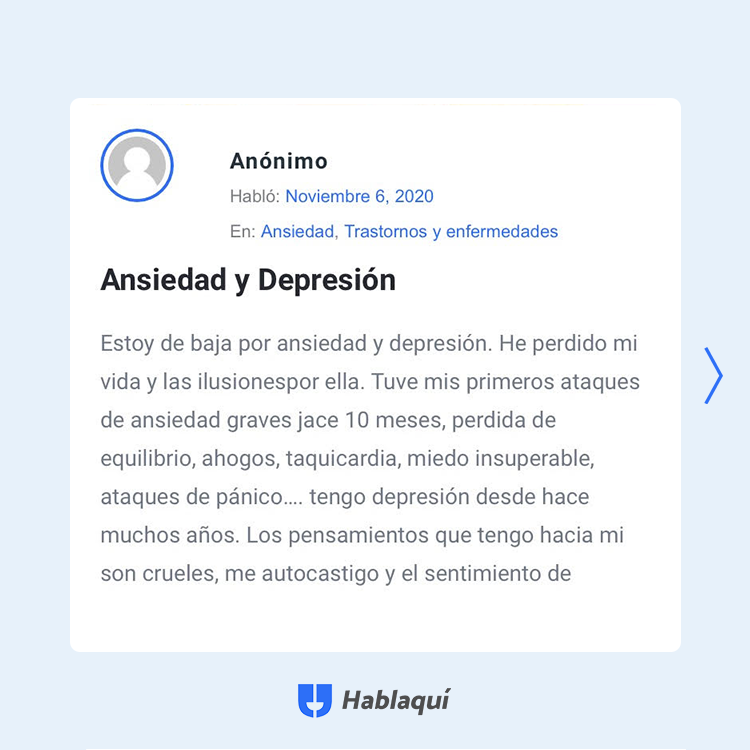 Anónimo
Habló: Noviembre 6, 2020
En: Ansiedad, Trastornos y enfermedades
Ansiedad y Depresión
Estoy de baja por ansiedad y depresión. He perdido mi
vida y las ilusionespor ella. Tuve mis primeros ataques
de ansiedad graves jace 10 meses, perdida de
equilibrio, ahogos, taquicardia, miedo insuperable,
ataques de pánico.... tengo depresión desde hace
muchos años. Los pensamientos que tengo hacia mi
son crueles, me autocastigo y el sentimiento de
Hablaquí